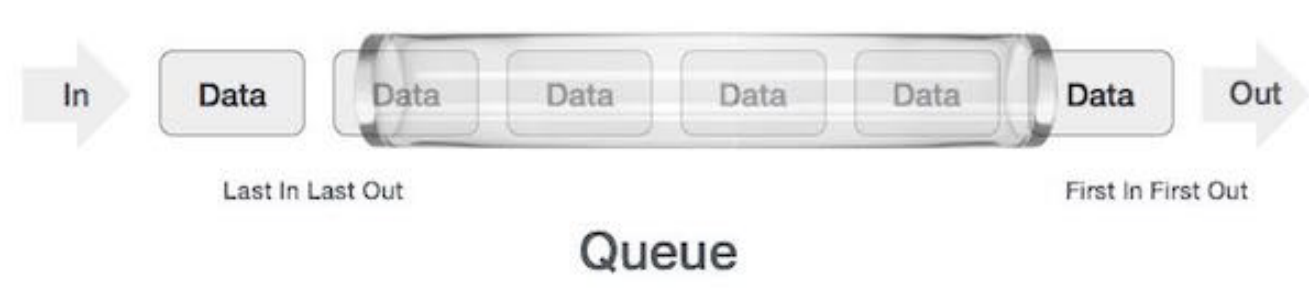 In Data Data Data Data Data Data Out
Last In Last Out First In First Out
Queue